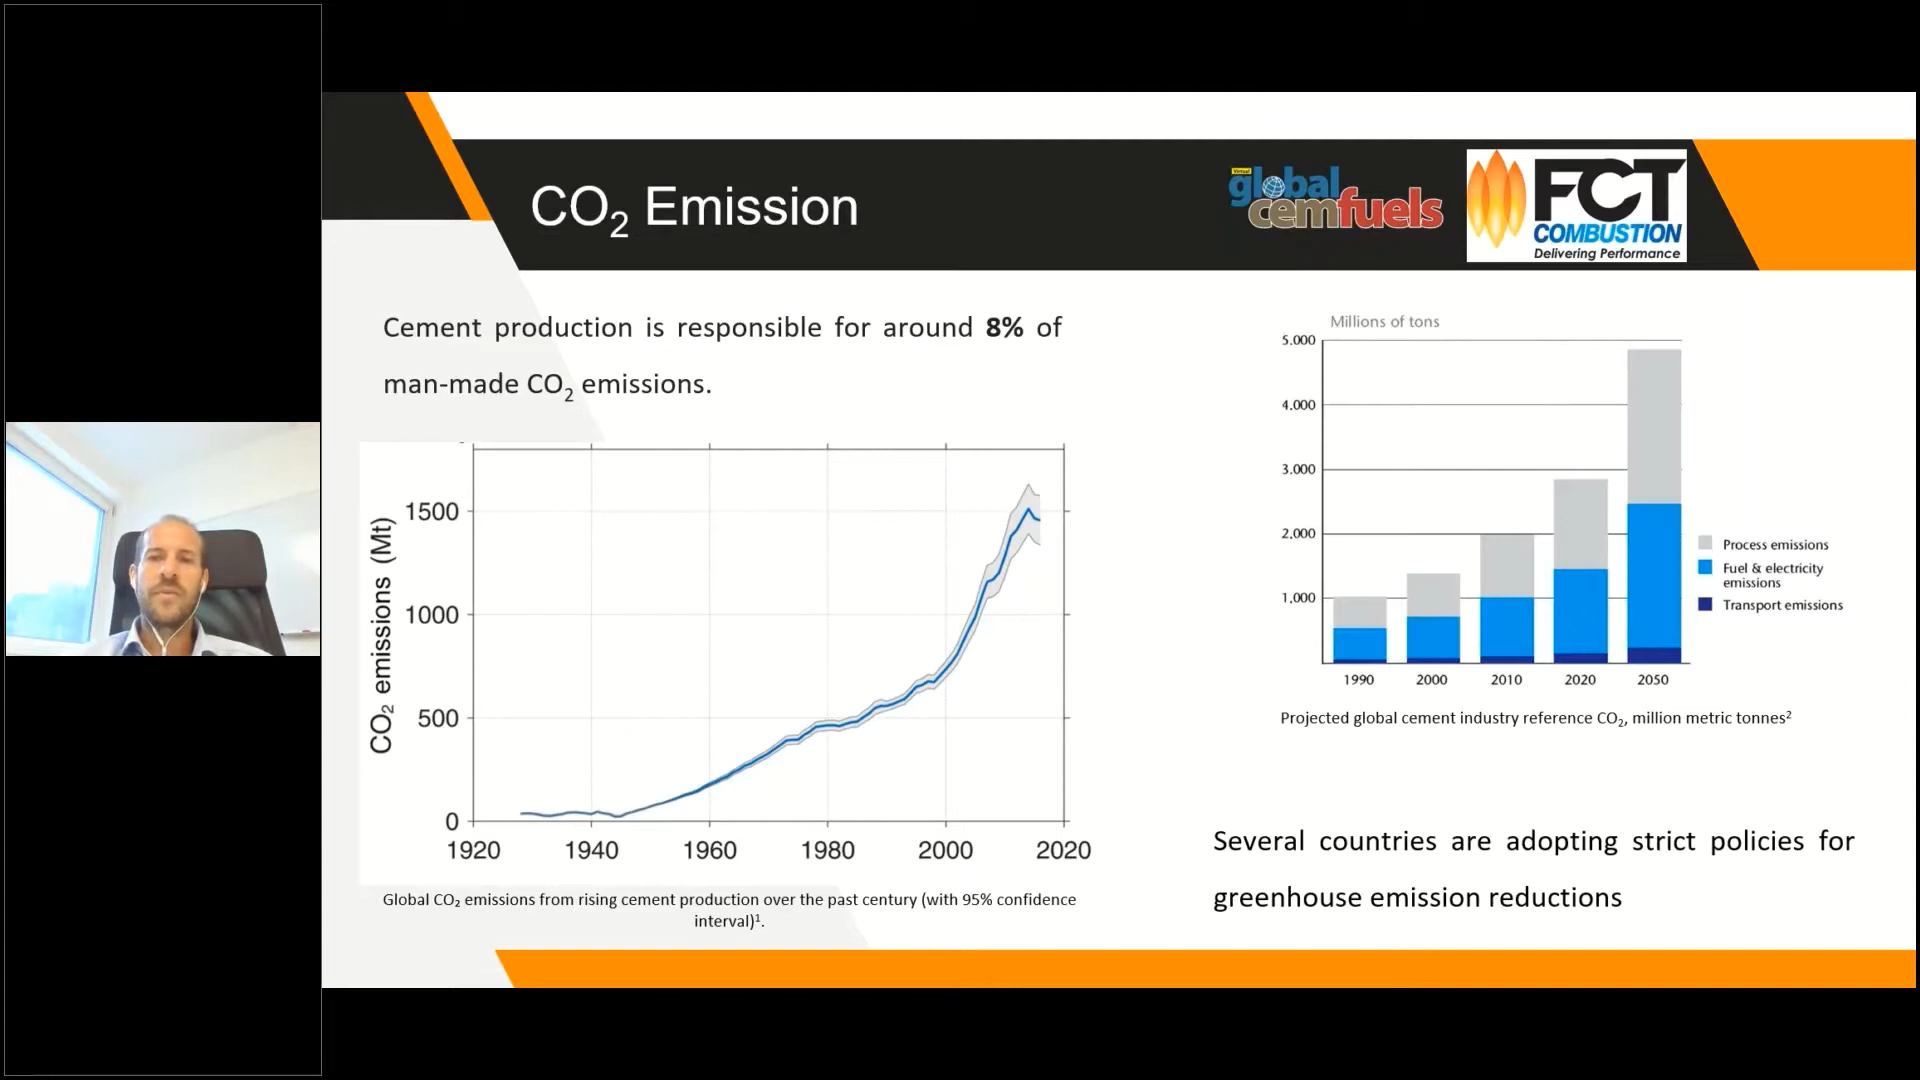 CO₂ Emission
Virtual
global
cemfuels
FCT
COMBUSTION
Delivering Performance
Cement production is responsible for around 8% of
man-made CO₂ emissions.
CO₂ emissions (Mt)
1500
1000
500
0
1920 1940 1960 1980 2000 2020
Global CO₂ emissions from rising cement production over the past century (with 95% confidence
interval)¹.
Millions of tons
5.000
4.000
3.000
2.000
1.000
1990 2000 2010 2020 2050
Process emissions
Fuel & electricity
emissions
Transport emissions
Projected global cement industry reference CO₂, million metric tonnes²
Several countries are adopting strict policies for
greenhouse emission reductions